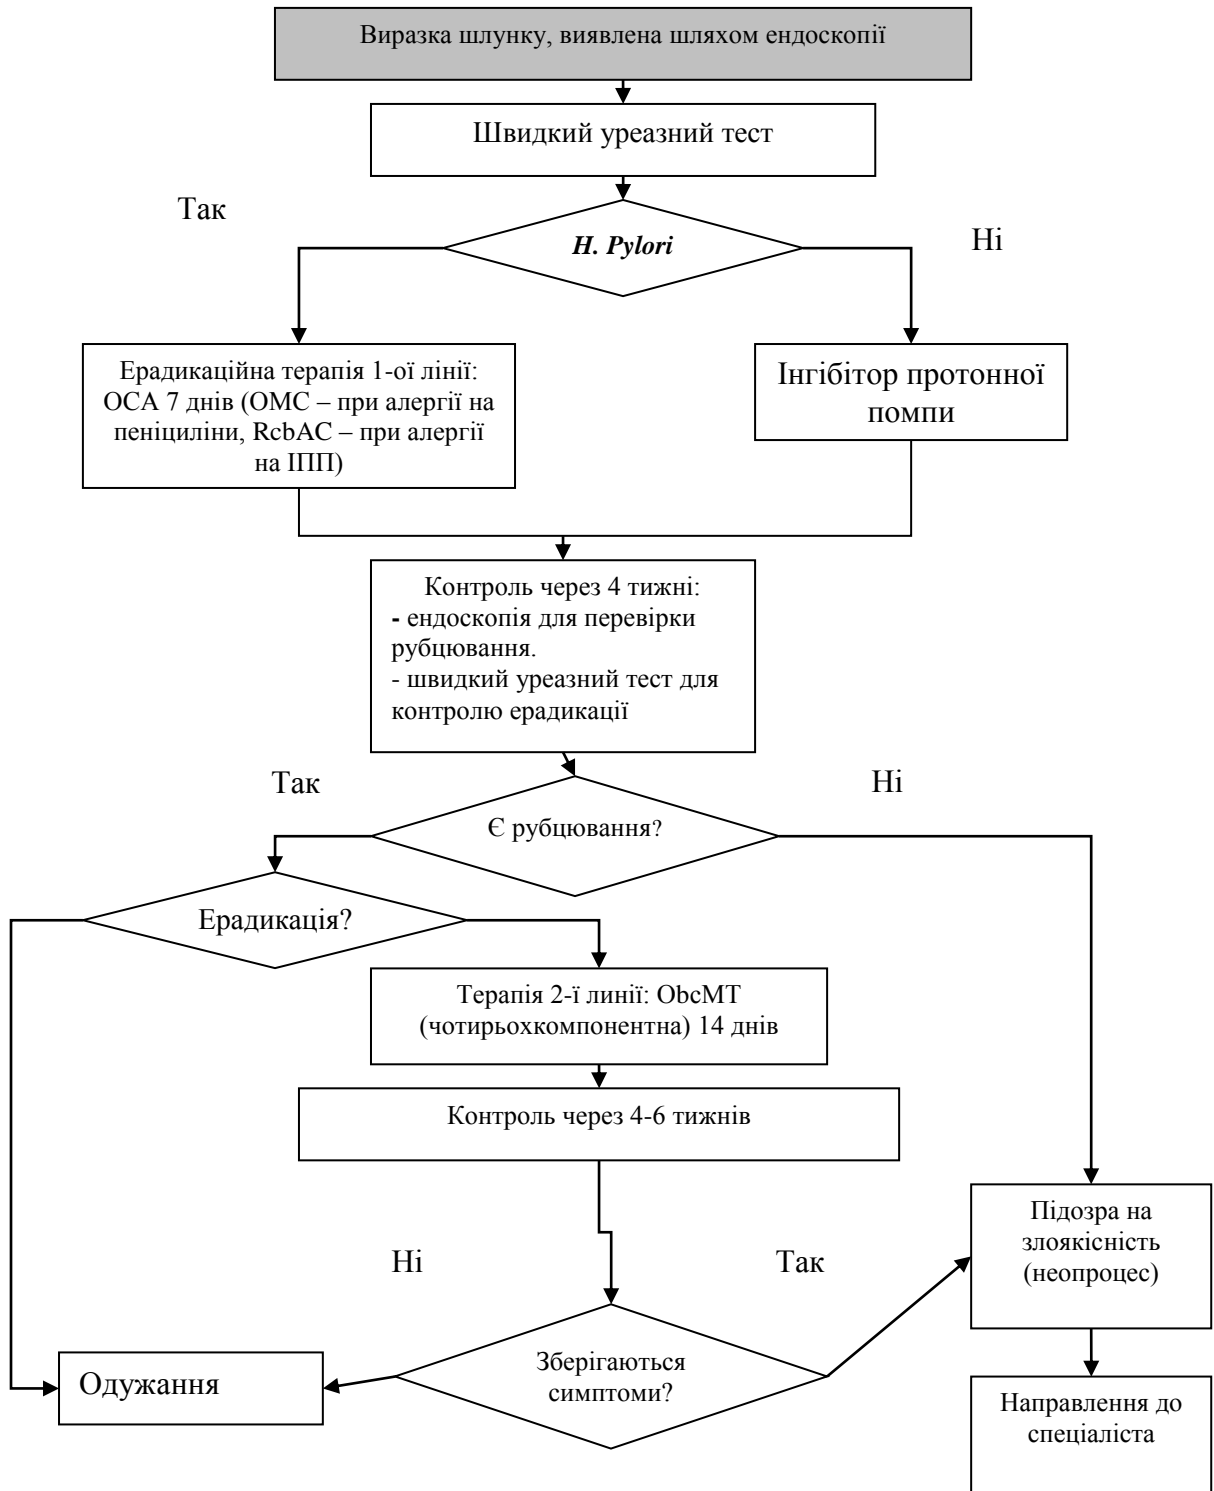 Виразка шлунку, виявлена шляхом ендоскопії
Швидкий уреазний тест
Так
H. Pylori
Ні
Ерадикаційна терапія 1-ої лінії:
ОСА 7 днів (ОМС – при алергії на
пеніциліни, RcbAC – при алергії
на ІПП)
Інгібітор протонної
помпи
Контроль через 4 тижні:
- ендоскопія для перевірки
рубцювання.
- швидкий уреазний тест для
контролю ерадикації
Так
Ні
Є рубцювання?
Ерадикація?
Терапія 2-ї линії: ObcMT
(чотирьохкомпонентна) 14 днів
Контроль через 4-6 тижнів
Підозра на
злоякісність
(неопроцес)
Ні
Так
Зберігаються
симптоми?
Одужання
Направлення до
спеціаліста